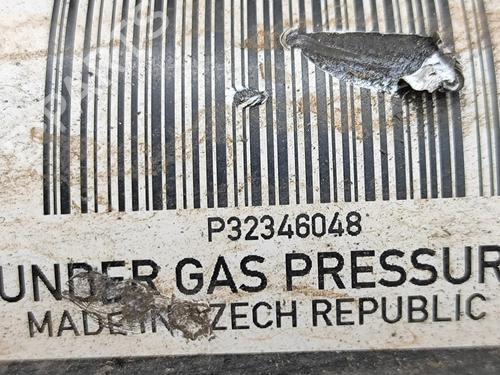 P32346048
UNDER GAS PRESSUR
MADE IN CZECH REPUBLIC